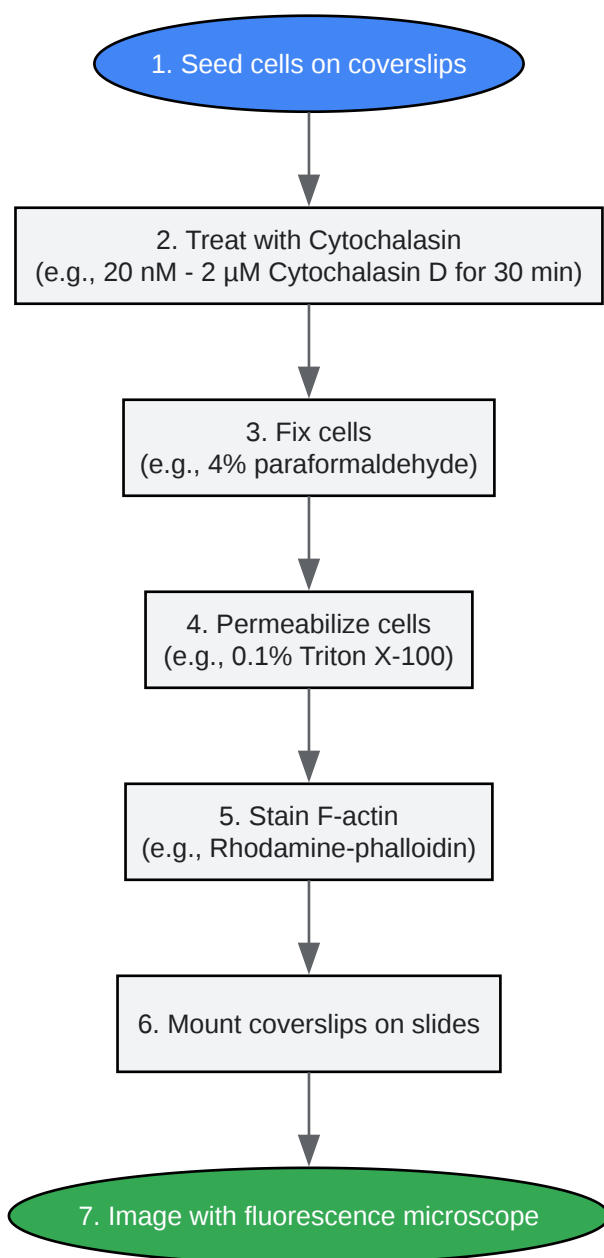 1. Seed cells on coverslips
2. Treat with Cytochalasin
(e.g., 20 nM - 2 µM Cytochalasin D for 30 min)
3. Fix cells
(e.g., 4% paraformaldehyde)
4. Permeabilize cells
(e.g., 0.1% Triton X-100)
5. Stain F-actin
(e.g., Rhodamine-phalloidin)
6. Mount coverslips on slides
7. Image with fluorescence microscope